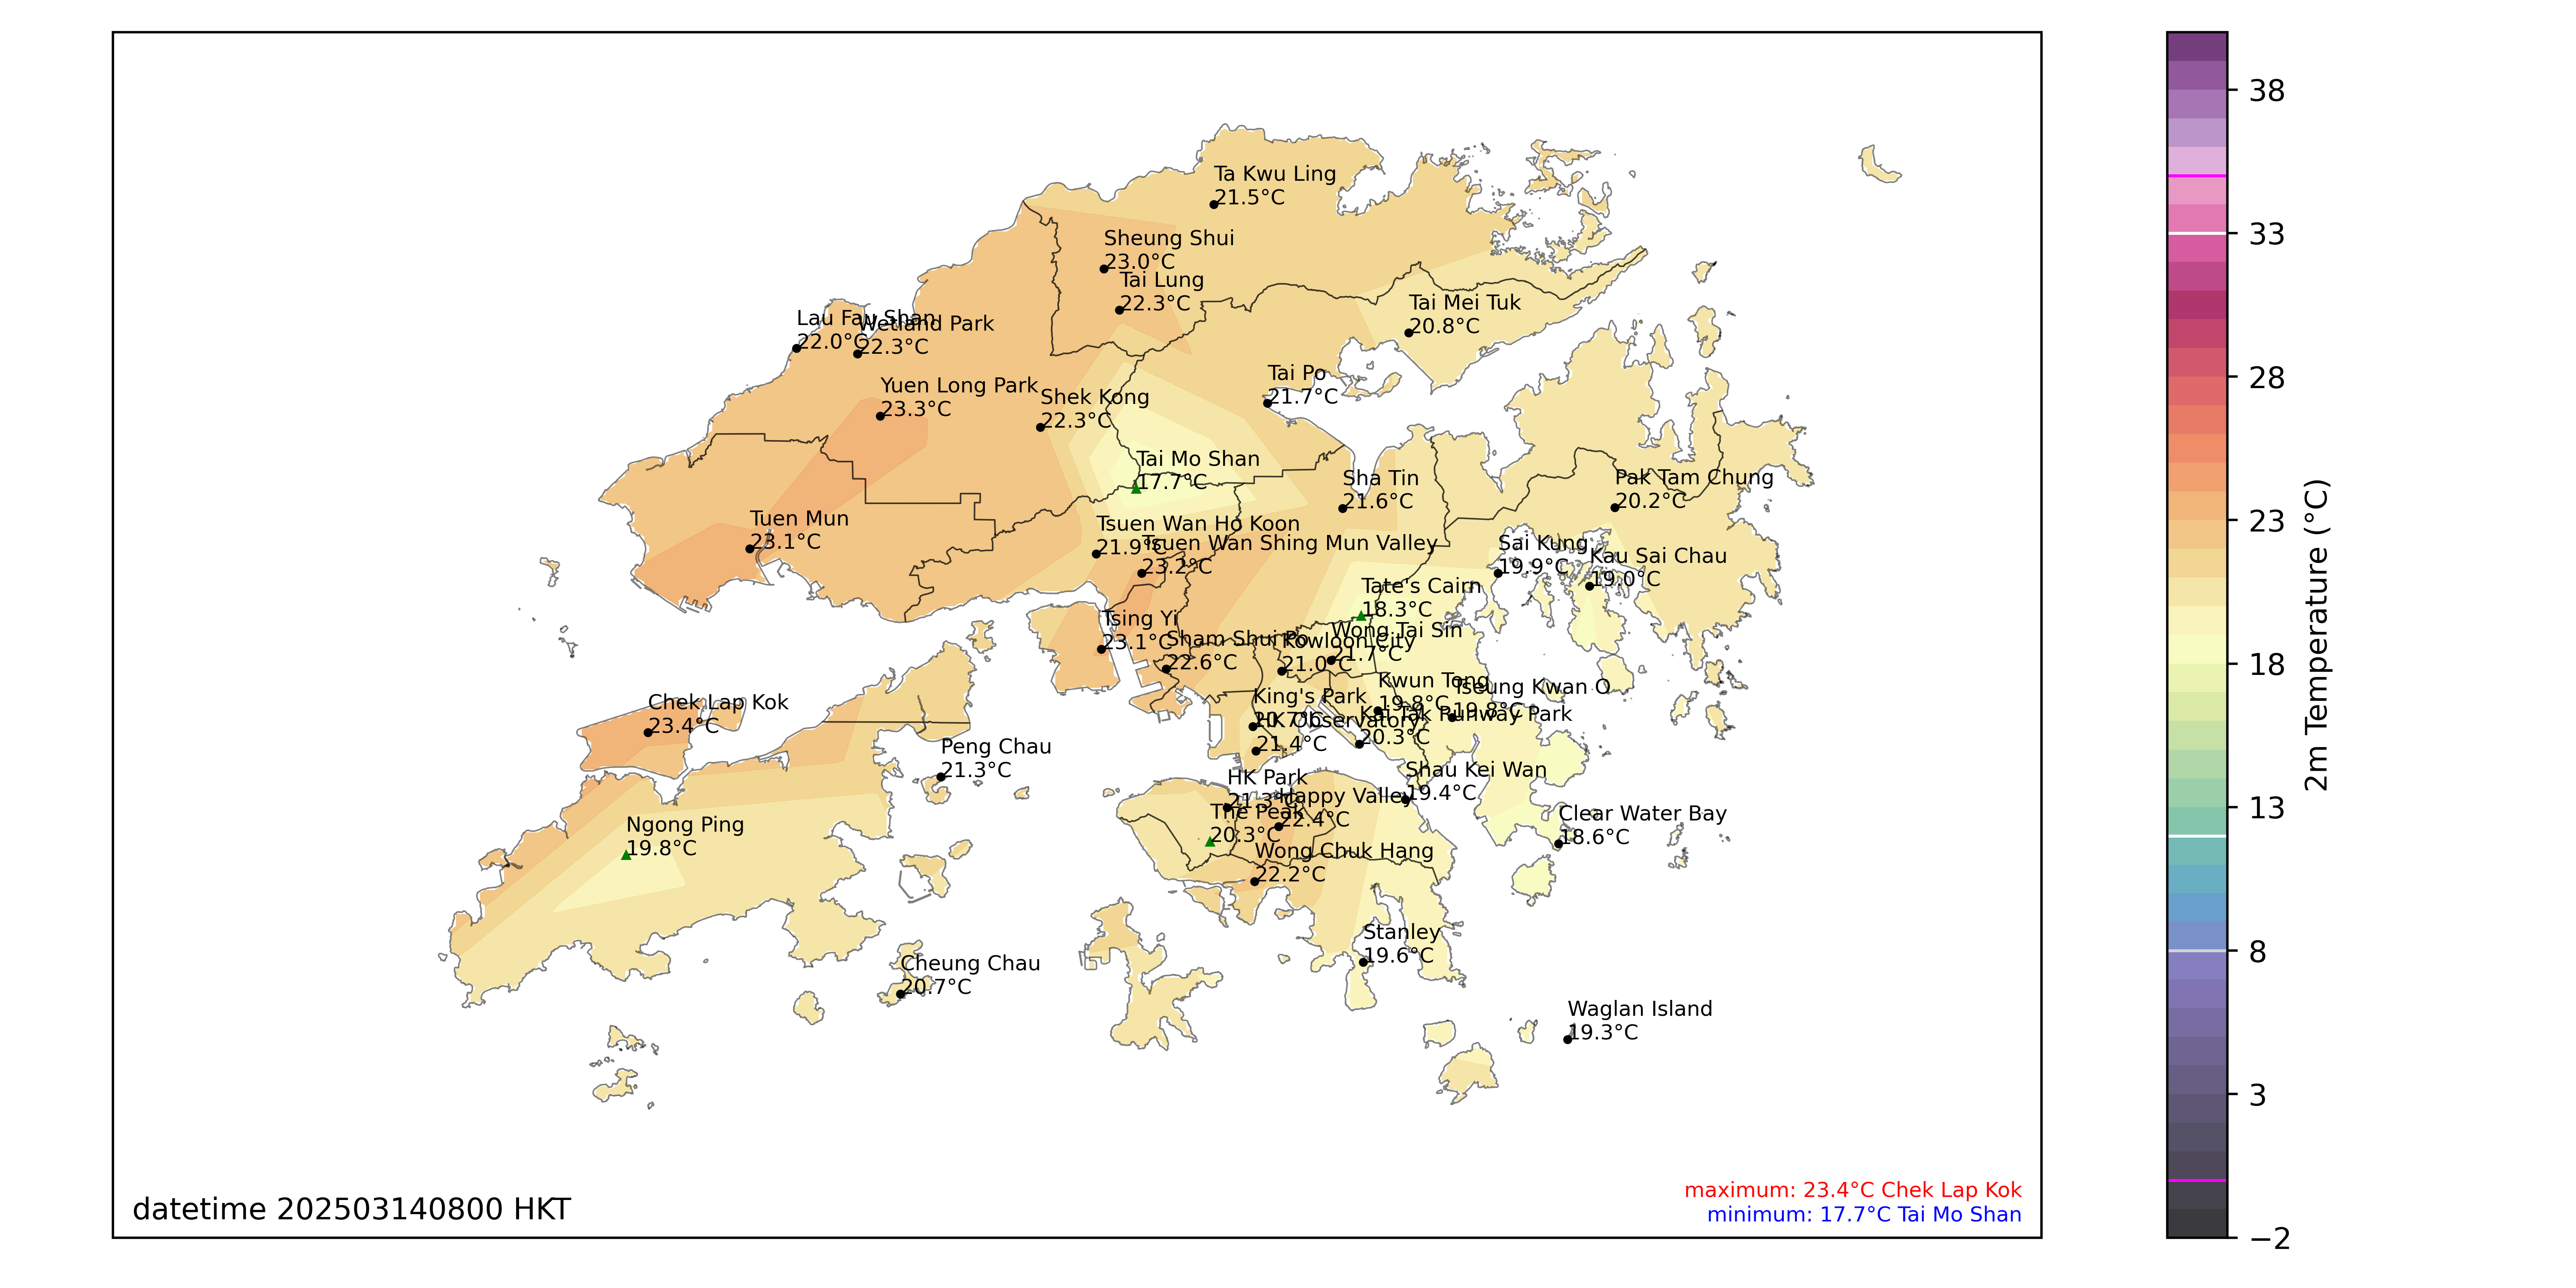 Ta Kwu Ling
21.5°C
Sheung Shui
23.0°C
Tai Lung
22.3°C
Tai Mei Tuk
20.8°C
Lau Fau Shan
22.0°C
Wetland Park
22.3°C
Yuen Long Park
23.3°C
Shek Kong
22.3°C
Tai Po
21.7°C
Tai Mo Shan
17.7°C
Sha Tin
21.6°C
Pak Tam Chung
20.2°C
Tuen Mun
23.1°C
Tsuen Wan Ho Koon
21.9°C
Tsuen Wan Shing Mun Valley
23.2°C
Sai Kung
19.9°C
Kau Sai Chau
19.0°C
Tate's Cairn
18.3°C
Tsing Yi
23.1°C
Sham Shui Po
22.6°C
Kowloon City
21.0°C
Wong Tai Sin
21.7°C
Kwun Tong
19.8°C
Tseung Kwan O
19.8°C
King's Park
20.7°C
HK Observatory
21.4°C
Kai Tak Runway Park
20.3°C
Chek Lap Kok
23.4°C
Peng Chau
21.3°C
HK Park
21.3°C
Shau Kei Wan
19.4°C
Happy Valley
22.4°C
The Peak
20.3°C
Clear Water Bay
18.6°C
Ngong Ping
19.8°C
Wong Chuk Hang
22.2°C
Stanley
19.6°C
Cheung Chau
20.7°C
Waglan Island
19.3°C
datetime 202503140800 HKT
maximum: 23.4°C Chek Lap Kok
minimum: 17.7°C Tai Mo Shan
38
33
28
23
18
13
8
3
−2
2m Temperature (°C)